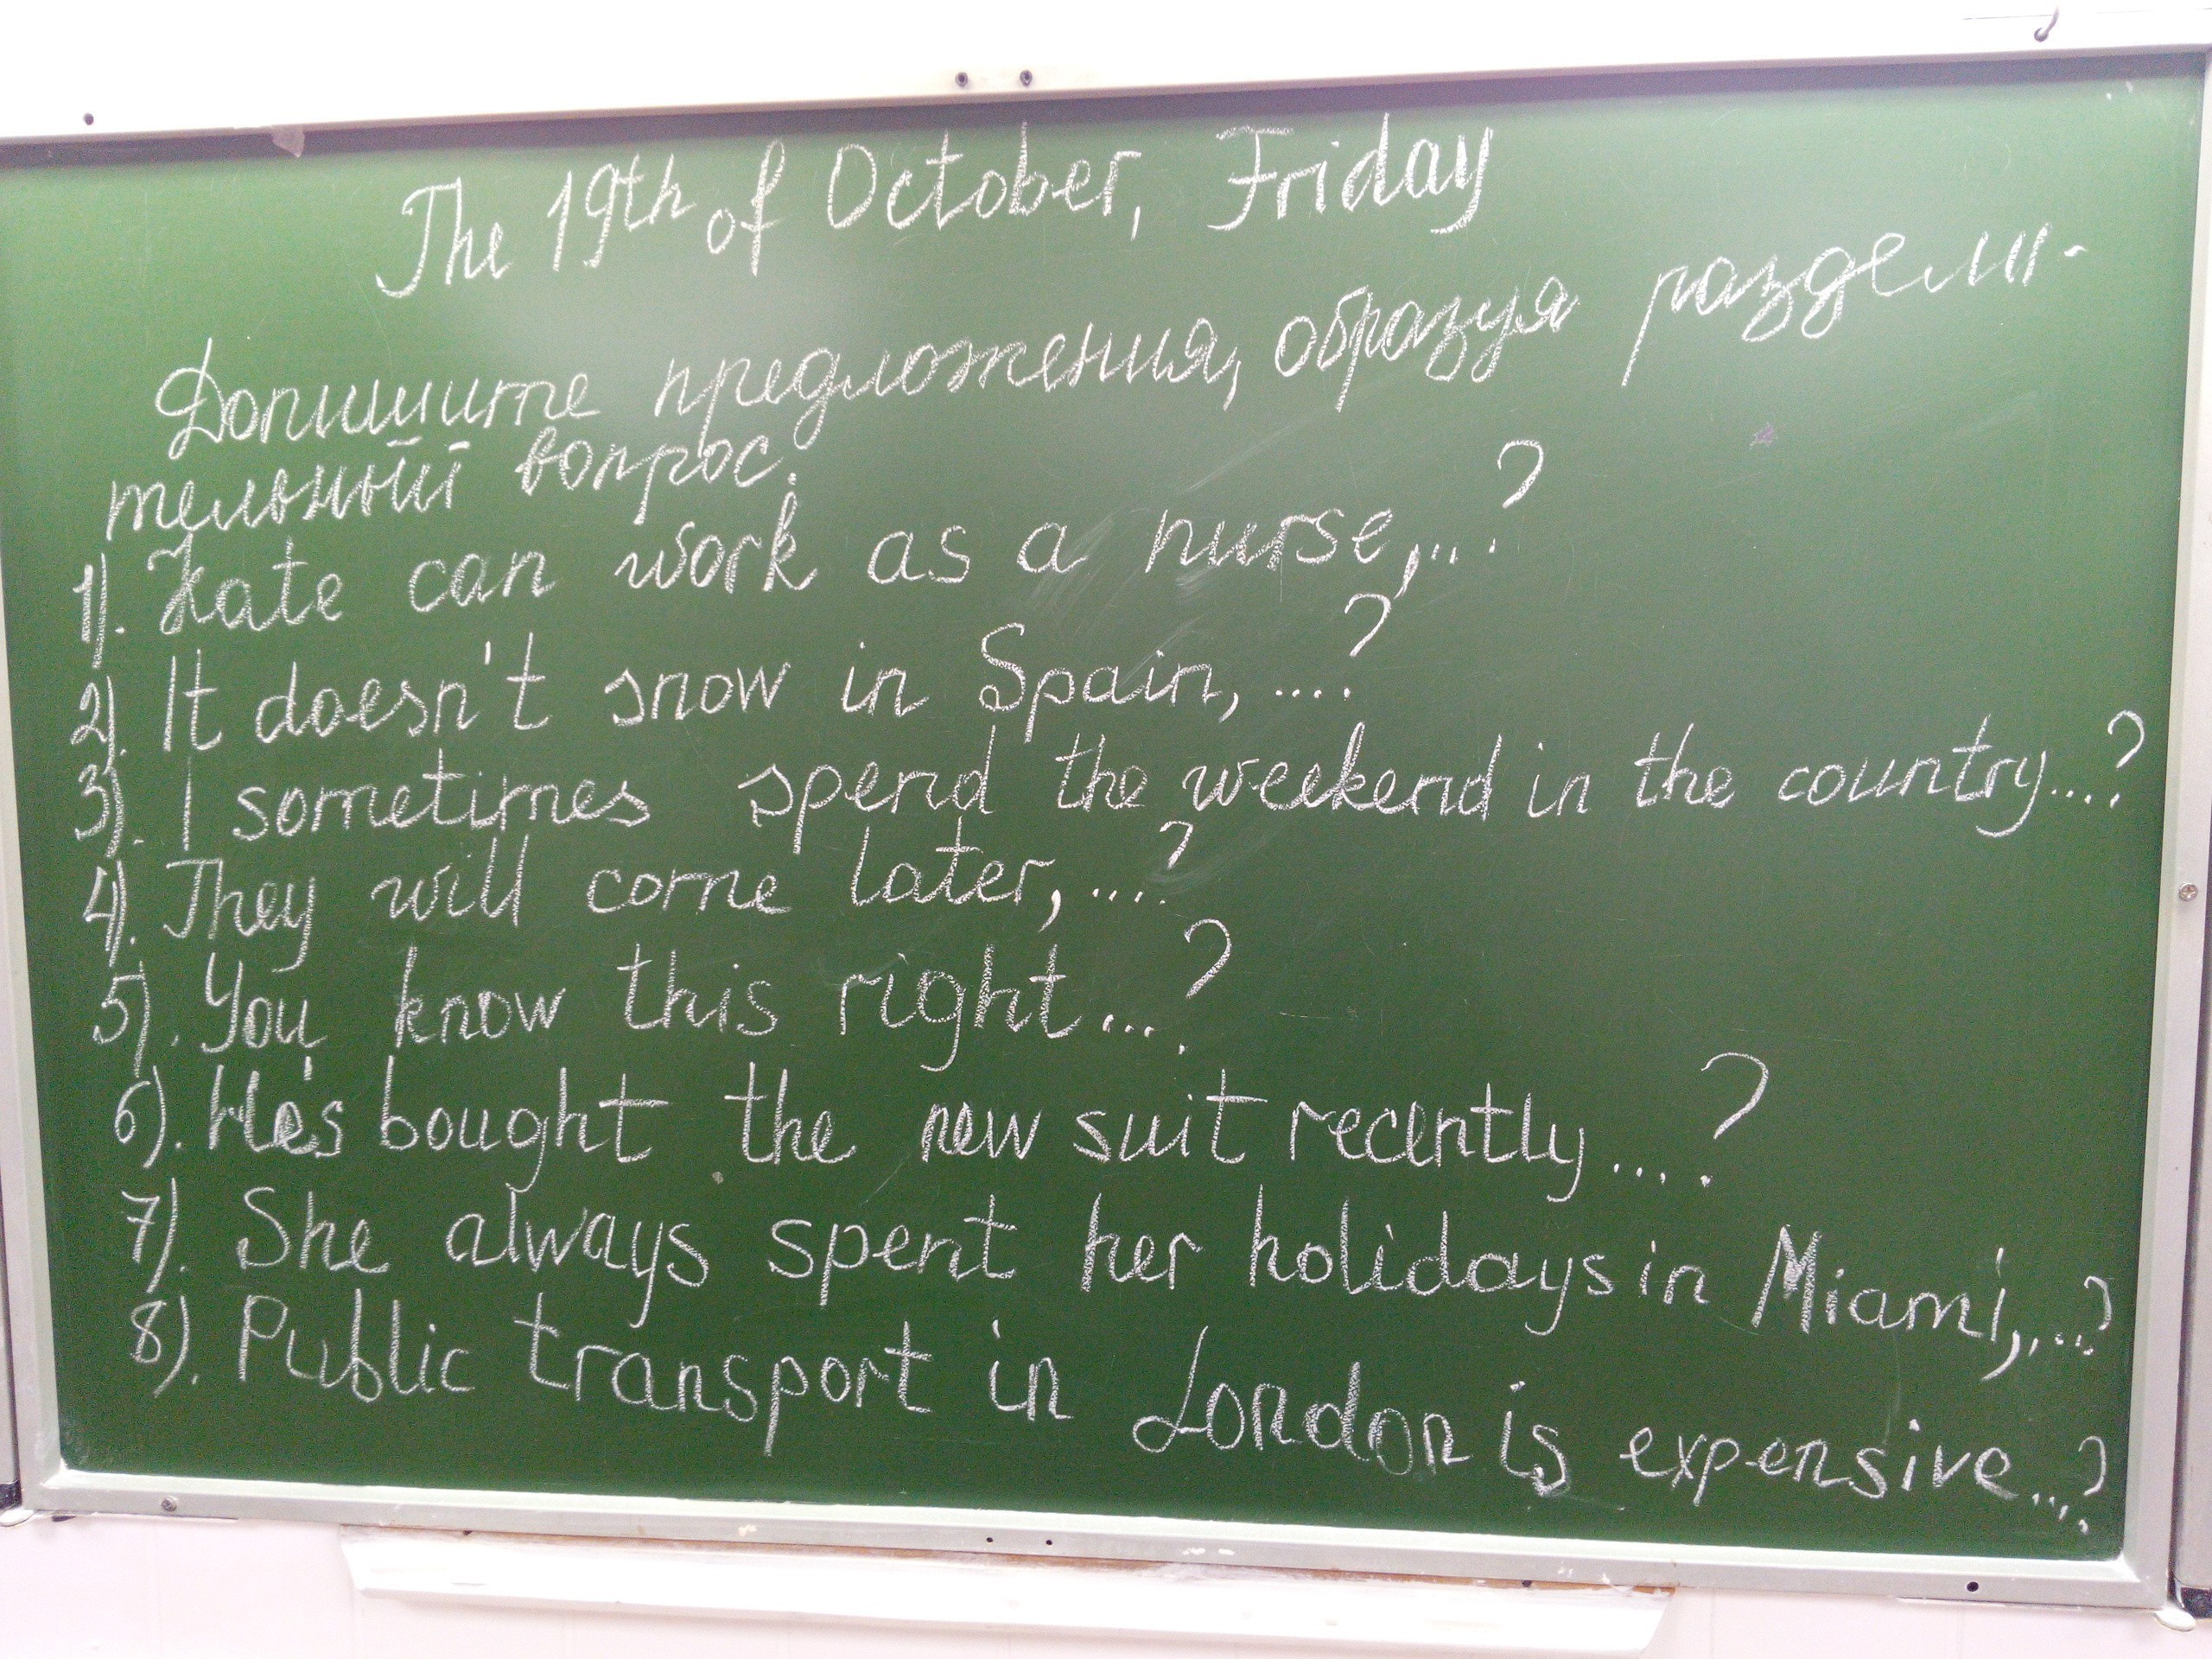 The 19th of October, Friday
Допишите предложения, образуя раздели-
тельный вопрос.
1). Kate can work as a nurse,...?
2). It doesn't snow in Spain,...?
3). I sometimes spend the weekend in the country...?
4). They will come later,...?
5). You know this right...?
6). He's bought the new suit recently...?
7). She always spent her holidays in Miami,...?
8). Public transport in London is expensive...?